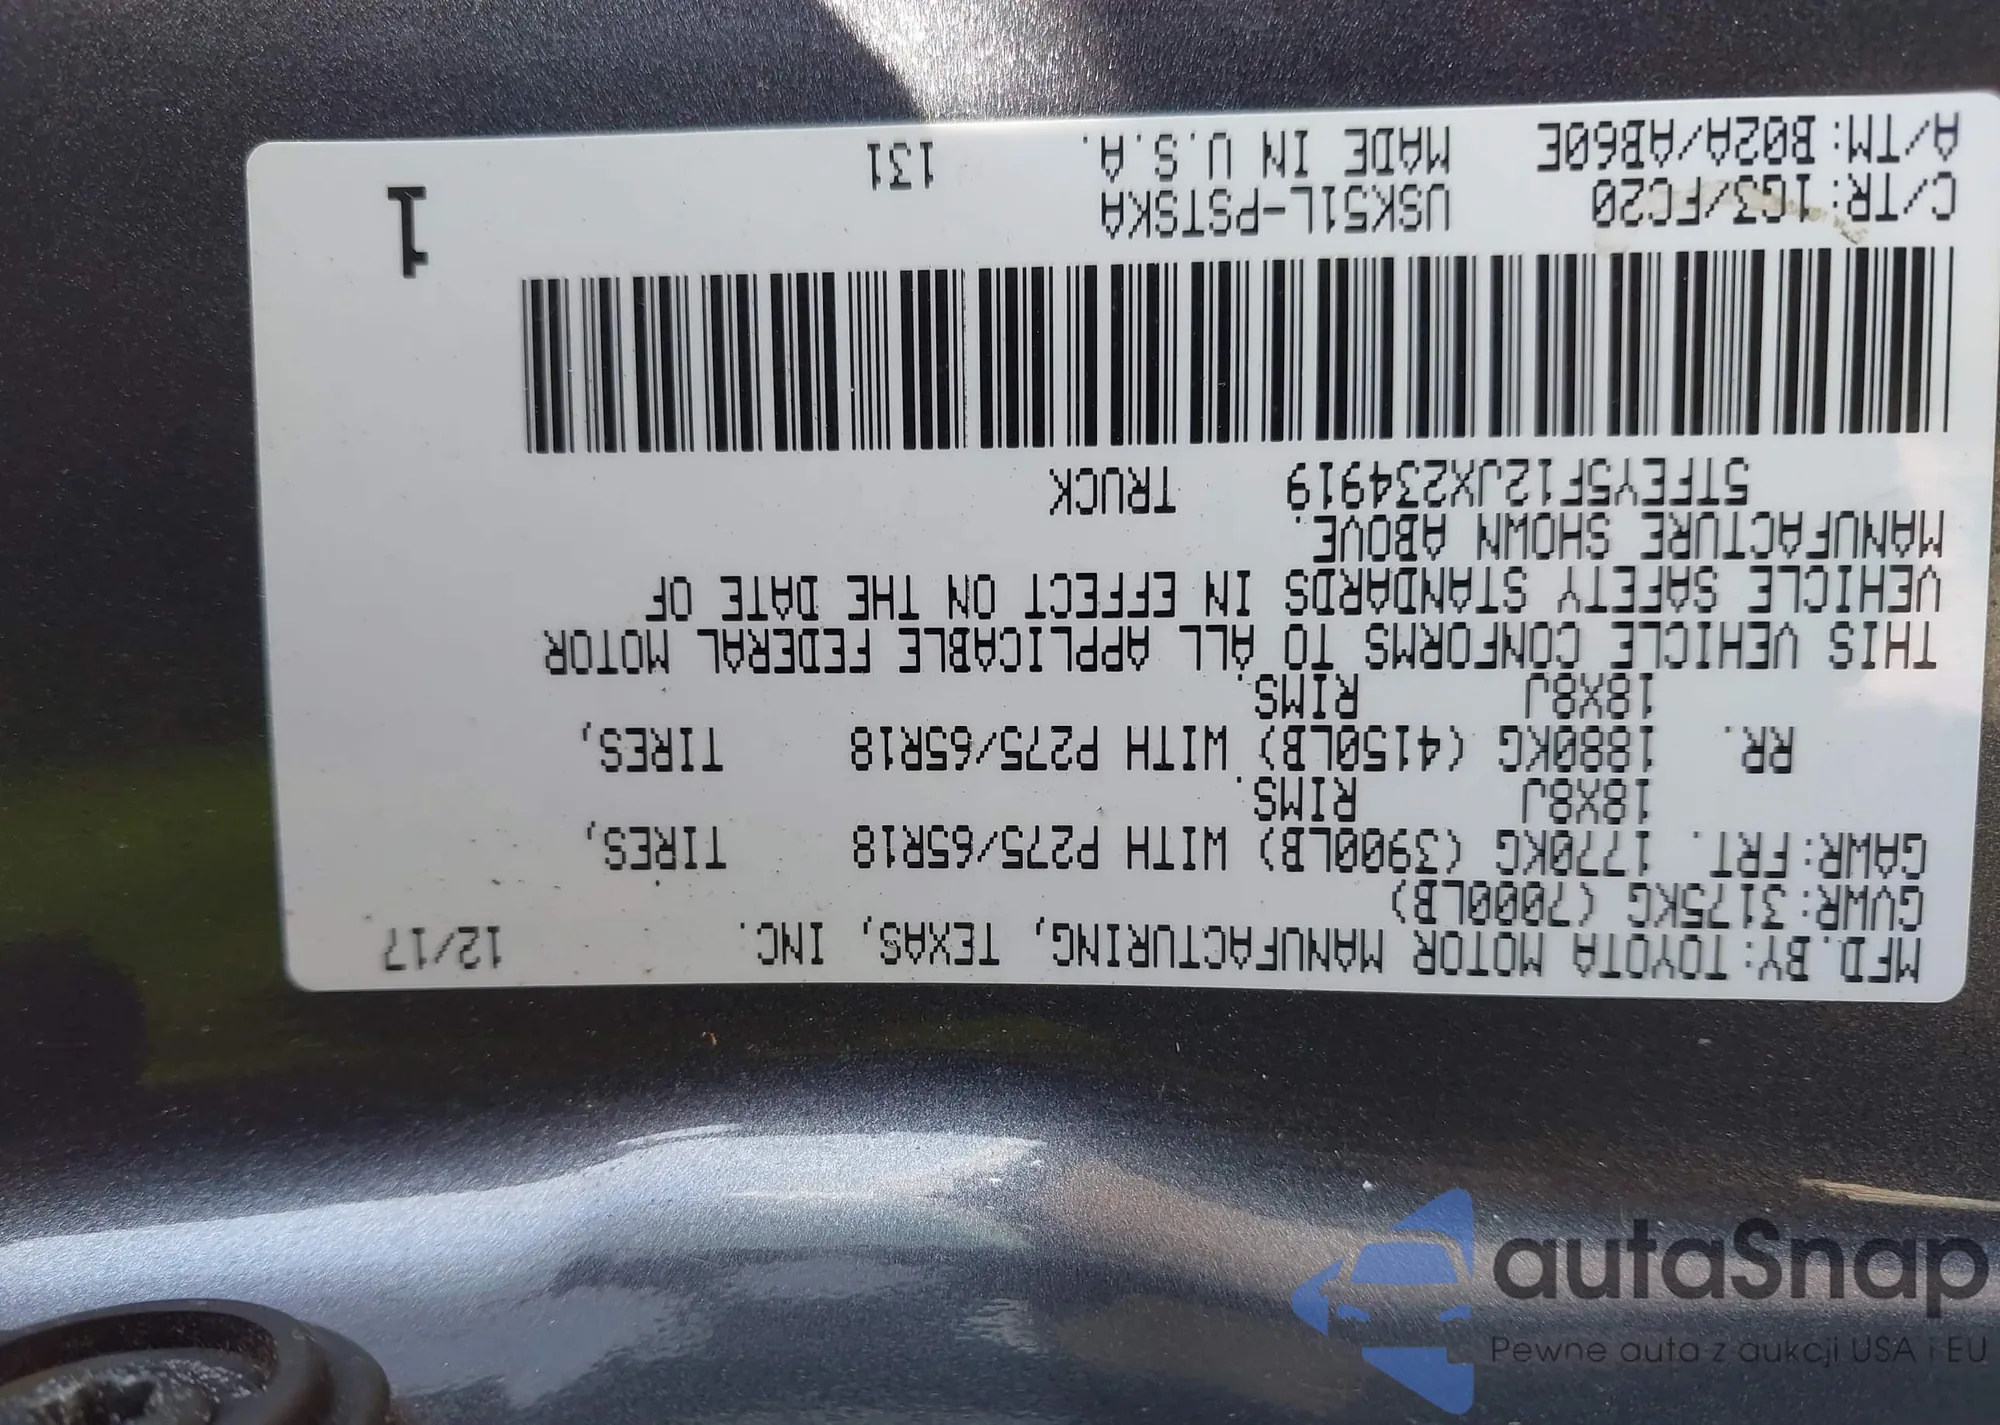 MFD.BY: TOYOTA MOTOR MANUFACTURING, TEXAS, INC. 12/17
GVWR: 3175KG (7000LB)
GAWR: FRT. 1770KG (3900LB) WITH P275/65R18 TIRES,
18X8J RIMS.
RR. 1880KG (4150LB) WITH P275/65R18 TIRES,
18X8J RIMS.
THIS VEHICLE CONFORMS TO ALL APPLICABLE FEDERAL MOTOR
VEHICLE SAFETY STANDARDS IN EFFECT ON THE DATE OF
MANUFACTURE SHOWN ABOVE.
5TFEY5F12JX234919 TRUCK
C/TR: 1G3/FC20 USK51L-PSTSKA 1
A/TM: B02A/AB60E MADE IN U.S.A. 131
autaSnap
Pewne auta z aukcji USA i EU